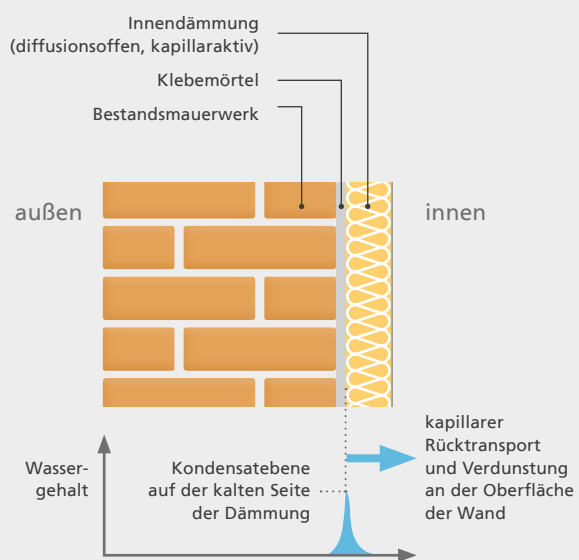 Innendämmung
(diffusionsoffen, kapillaraktiv)
Klebemörtel
Bestandsmauerwerk
außen
innen
Wasser-
gehalt
Kondensatebene
auf der kalten Seite
der Dämmung
kapillarer
Rücktransport
und Verdunstung
an der Oberfläche
der Wand